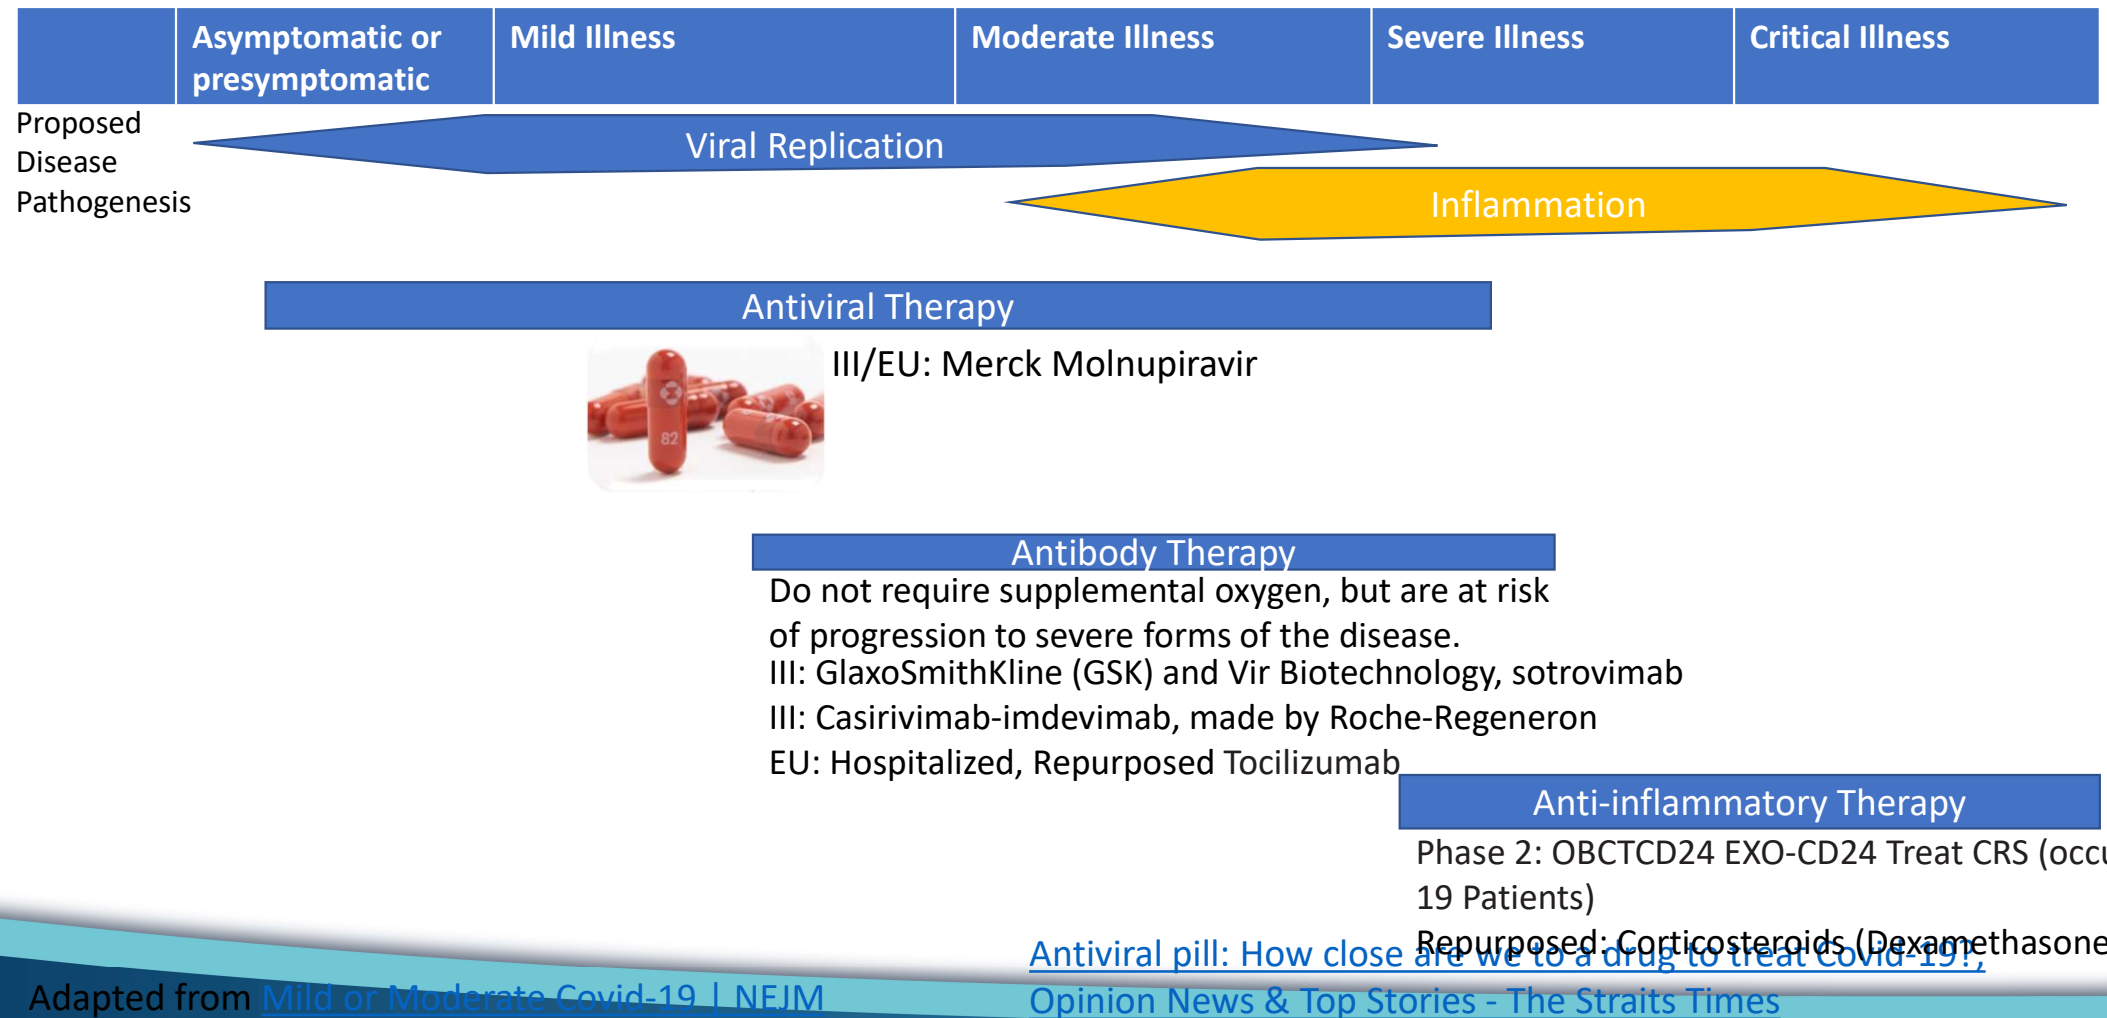 Asymptomatic or
presymptomatic
Mild Illness
Moderate Illness
Severe Illness
Critical Illness
Proposed
Disease
Pathogenesis
Viral Replication
Inflammation
Antiviral Therapy
III/EU: Merck Molnupiravir
82
Antibody Therapy
Do not require supplemental oxygen, but are at risk
of progression to severe forms of the disease.
III: GlaxoSmithKline (GSK) and Vir Biotechnology, sotrovimab
III: Casirivimab-imdevimab, made by Roche-Regeneron
EU: Hospitalized, Repurposed Tocilizumab
Anti-inflammatory Therapy
Phase 2: OBCTCD24 EXO-CD24 Treat CRS (occu
19 Patients)
Repurposed: Corticosteroids (Dexamethasone
Antiviral pill: How close are we to a drug to treat Covid-19?,
Opinion News & Top Stories - The Straits Times
Adapted from Mild or Moderate Covid-19 | NEJM